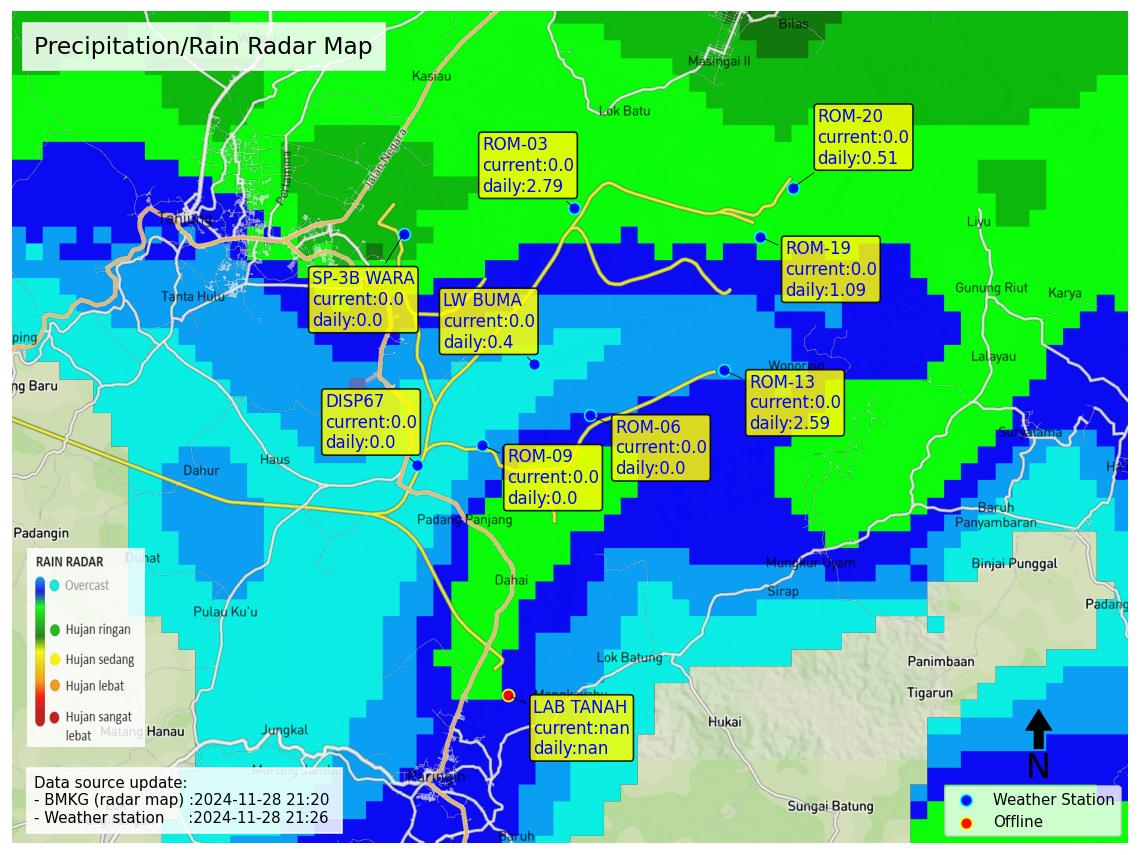 Precipitation/Rain Radar Map
Bilas
Masingai II
Kasiau
Lok Batu
ROM-20
current:0.0
daily:0.51
ROM-03
current:0.0
daily:2.79
Jalan Negara
Pertamina
Tanjung
Liyu
ROM-19
current:0.0
daily:1.09
SP-3B WARA
current:0.0
daily:0.0
Tanta Hulu
LW BUMA
current:0.0
daily:0.4
Gunung Riut
Karya
ping
Lalayau
ng Baru
ROM-13
current:0.0
daily:2.59
DISP67
current:0.0
daily:0.0
ROM-06
current:0.0
daily:0.0
Suryatama
ROM-09
current:0.0
daily:0.0
Haus
Dahur
Ha
Padang Panjang
Baruh
Panyambaran
Padangin
Mungkur Uyam
Binjai Punggal
Dahai
Sirap
Pulau Ku'u
Padang
RAIN RADAR
Overcast
Hujan ringan
Hujan sedang
Hujan lebat
Hujan sangat
lebat
Lok Batung
Panimbaan
Tigarun
LAB TANAH
current:nan
daily:nan
Hukai
Matang Hanau
Jungkal
Murung Jambu
Paringin
N
Sungai Batung
Baruh
Data source update:
- BMKG (radar map) :2024-11-28 21:20
- Weather station :2024-11-28 21:26
Weather Station
Offline